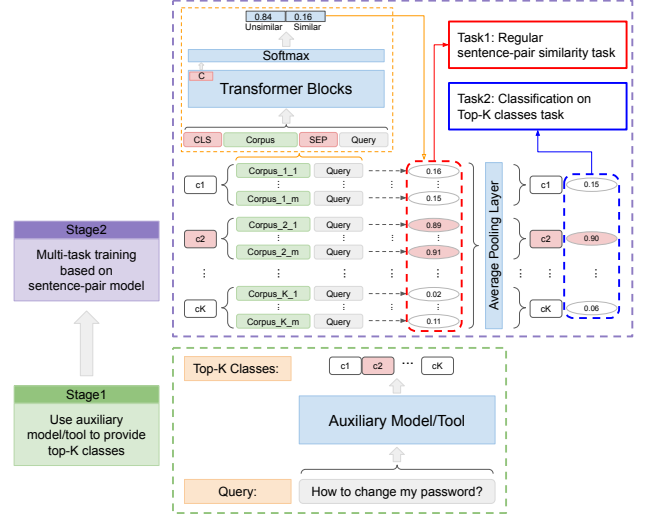 0.84 0.16
Unsimilar Similar
Softmax
C
Transformer Blocks
CLS Corpus SEP Query
Task1: Regular
sentence-pair similarity task
Task2: Classification on
Top-K classes task
c1 Corpus_1_1 Query 0.16
Corpus_1_m Query 0.15
c2 Corpus_2_1 Query 0.89
Corpus_2_m Query 0.91
cK Corpus_K_1 Query 0.02
Corpus_K_m Query 0.11
Average Pooling Layer
c1 0.15
c2 0.90
cK 0.06
Stage2
Multi-task training
based on
sentence-pair model
Stage1
Use auxiliary
model/tool to provide
top-K classes
Top-K Classes: c1 c2 ... cK
Auxiliary Model/Tool
Query: How to change my password?